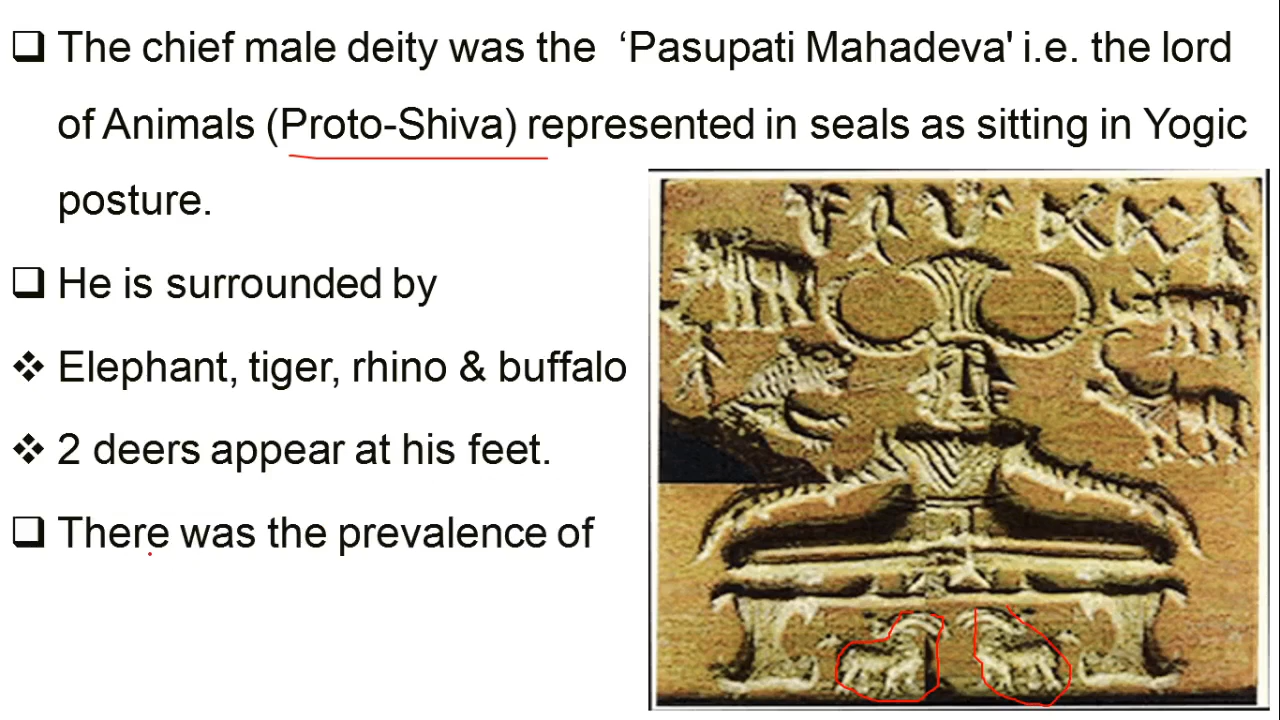 ❑ The chief male deity was the ‘Pasupati Mahadeva' i.e. the lord
of Animals (Proto-Shiva) represented in seals as sitting in Yogic
posture.
❑ He is surrounded by
❖ Elephant, tiger, rhino & buffalo
❖ 2 deers appear at his feet.
❑ There was the prevalence of